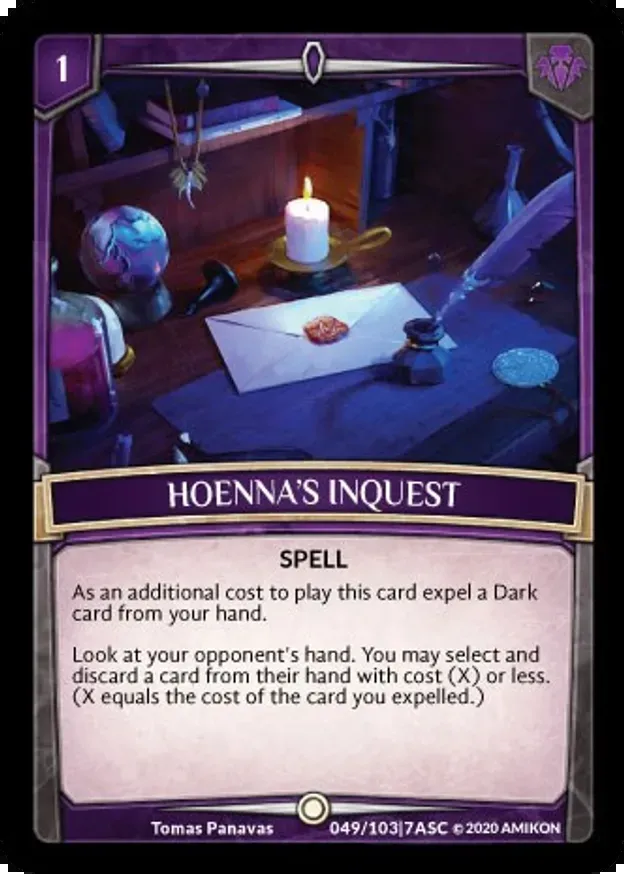 1
HOENNA'S INQUEST
SPELL
As an additional cost to play this card expel a Dark
card from your hand.
Look at your opponent's hand. You may select and
discard a card from their hand with cost (X) or less.
(X equals the cost of the card you expelled.)
Tomas Panavas 049/103|7ASC © 2020 AMIKON